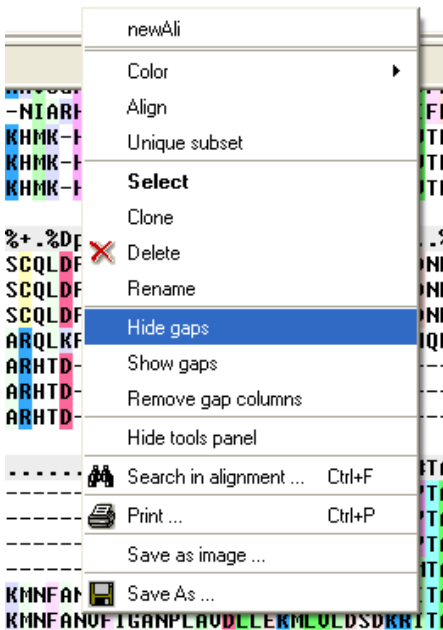 newAli
Color
-NIARH
Align
KHMK-H
Unique subset
KHMK-H
KHMK-H
Select
Clone
%+.%Dp
Delete
SCQLDF
SCQLDF
Rename
SCQLDF
Hide gaps
ARQLKF
Show gaps
ARHTD-
ARHTD-
Remove gap columns
ARHTD-
Hide tools panel
......
Search in alignment ... Ctrl+F
------
------
Print ... Ctrl+P
------
Save as image ...
------
KMNFAN
Save As ...
KMNFANVFIGANPLAVDLLEKMLVLDSDKRITA